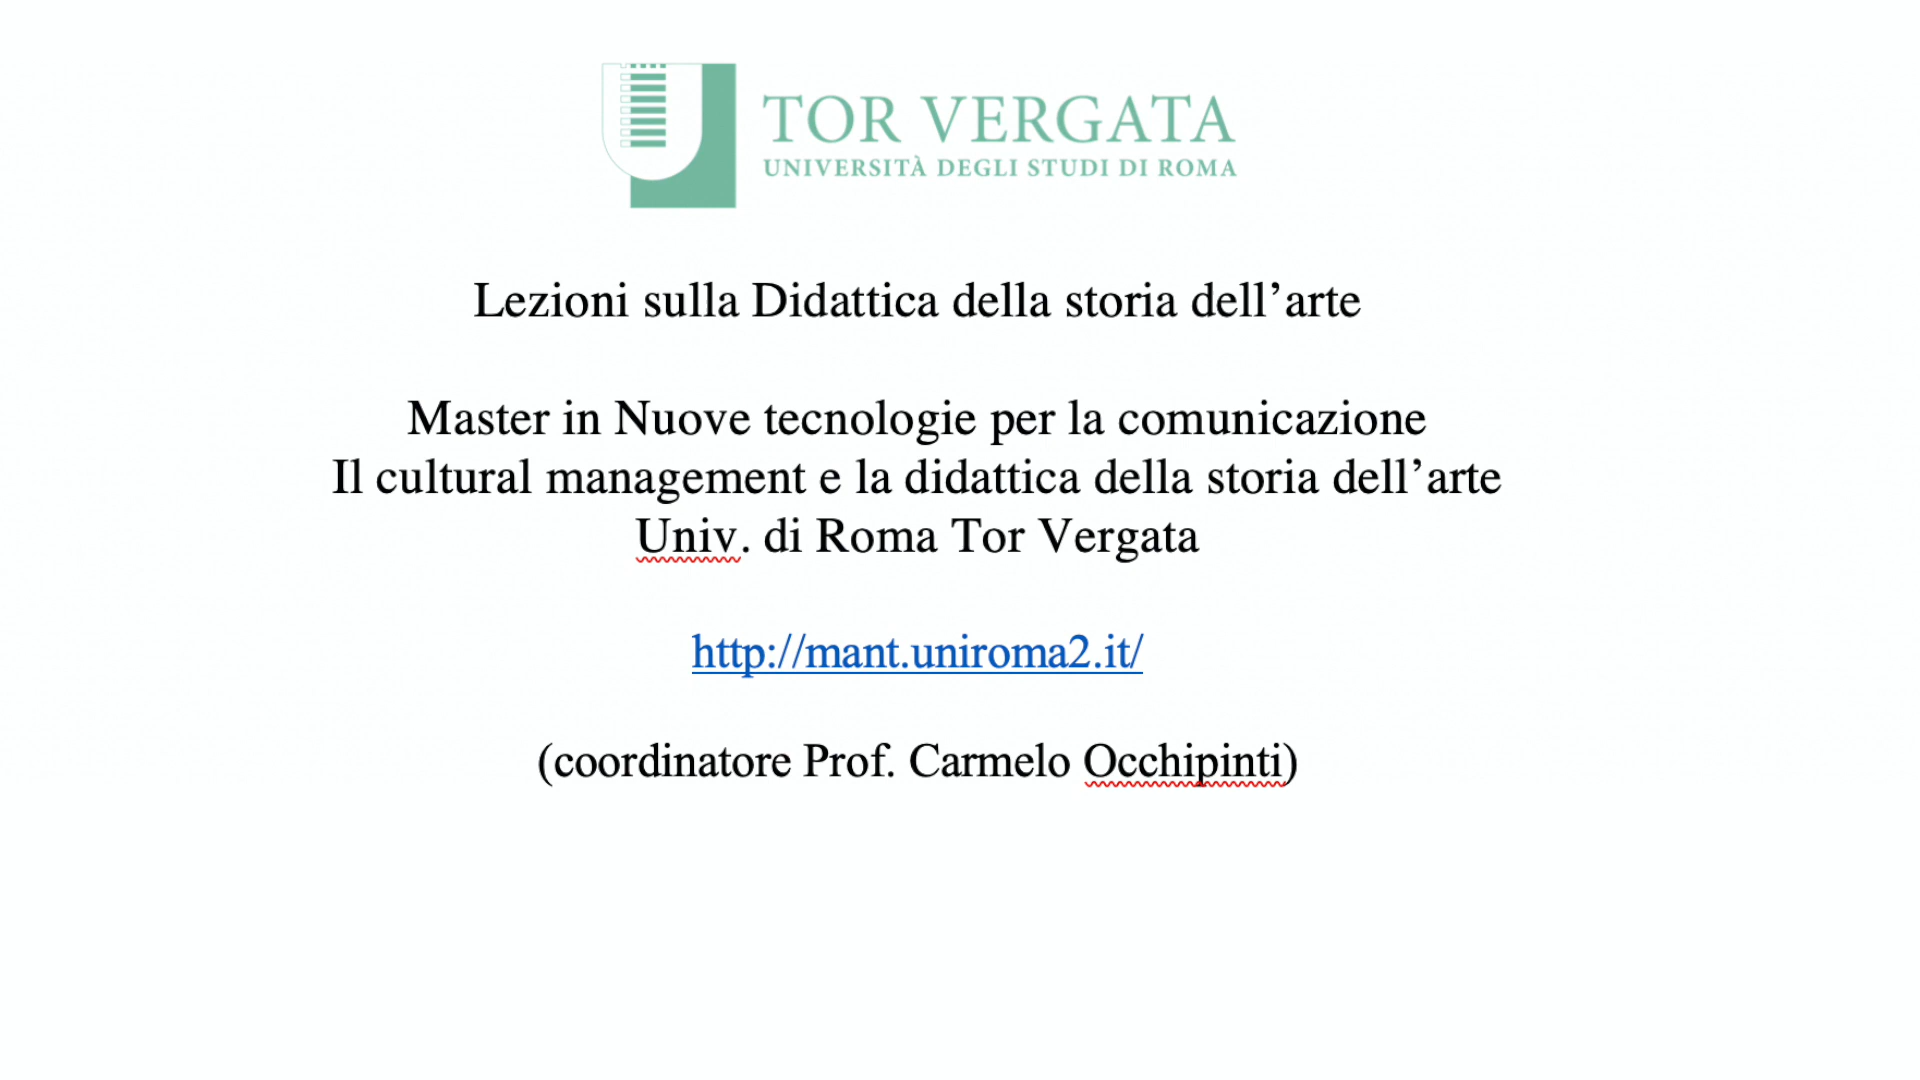 TOR VERGATA
UNIVERSITÀ DEGLI STUDI DI ROMA
Lezioni sulla Didattica della storia dell’arte
Master in Nuove tecnologie per la comunicazione
Il cultural management e la didattica della storia dell’arte
Univ. di Roma Tor Vergata
http://mant.uniroma2.it/
(coordinatore Prof. Carmelo Occhipinti)